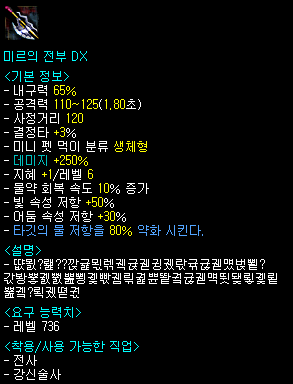 미르의 전부 DX
<기본 정보>
- 내구력 65%
- 공격력 110~125(1,80초)
- 사정거리 120
- 결정타 +3%
- 미니 펫 먹이 분류 생체형
- 데미지 +250%
- 지혜 +1/레벨 6
- 물약 회복 속도 10% 증가
- 빛 속성 저항 +50%
- 어둠 속성 저항 +30%
- 타깃의 물 저항을 80% 약화 시킨다.
<설명>
<요구 능력치>
- 레벨 736
<착용/사용 가능한 직업>
- 전사
- 강신술사